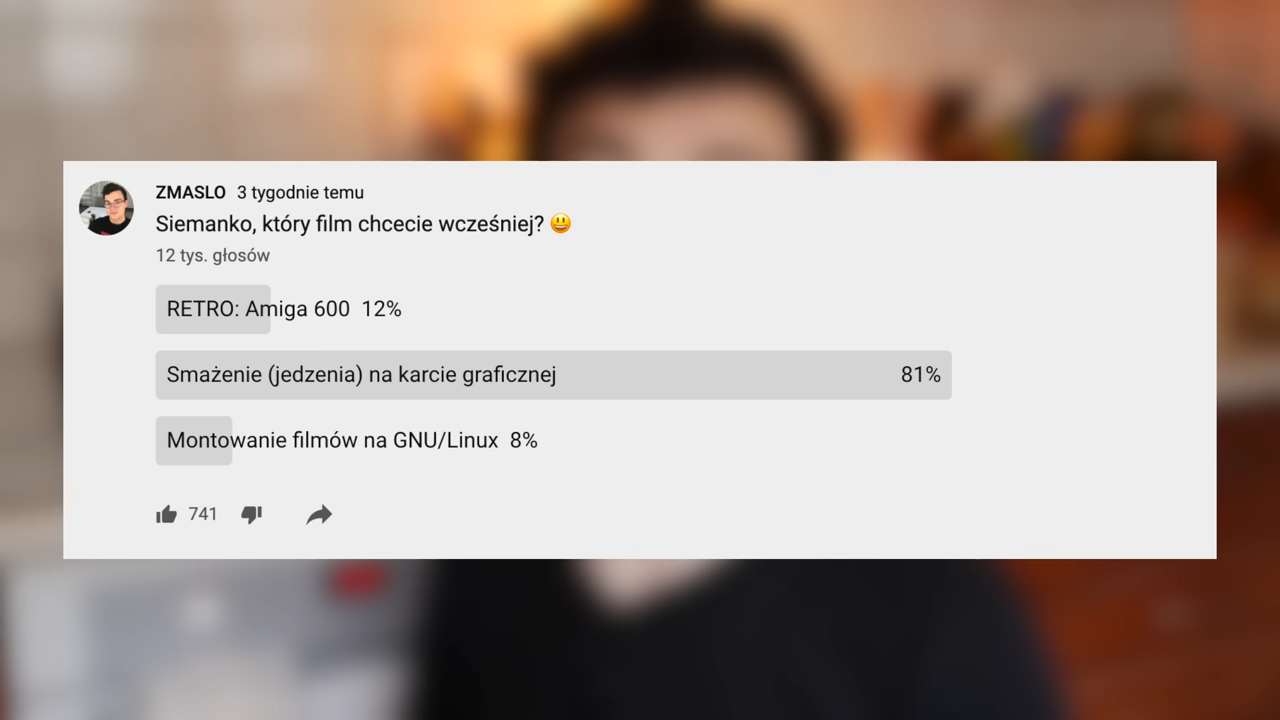 ZMASLO 3 tygodnie temu
Siemanko, który film chcecie wcześniej? 😃
12 tys. głosów
RETRO: Amiga 600 12%
Smażenie (jedzenia) na karcie graficznej 81%
Montowanie filmów na GNU/Linux 8%
741